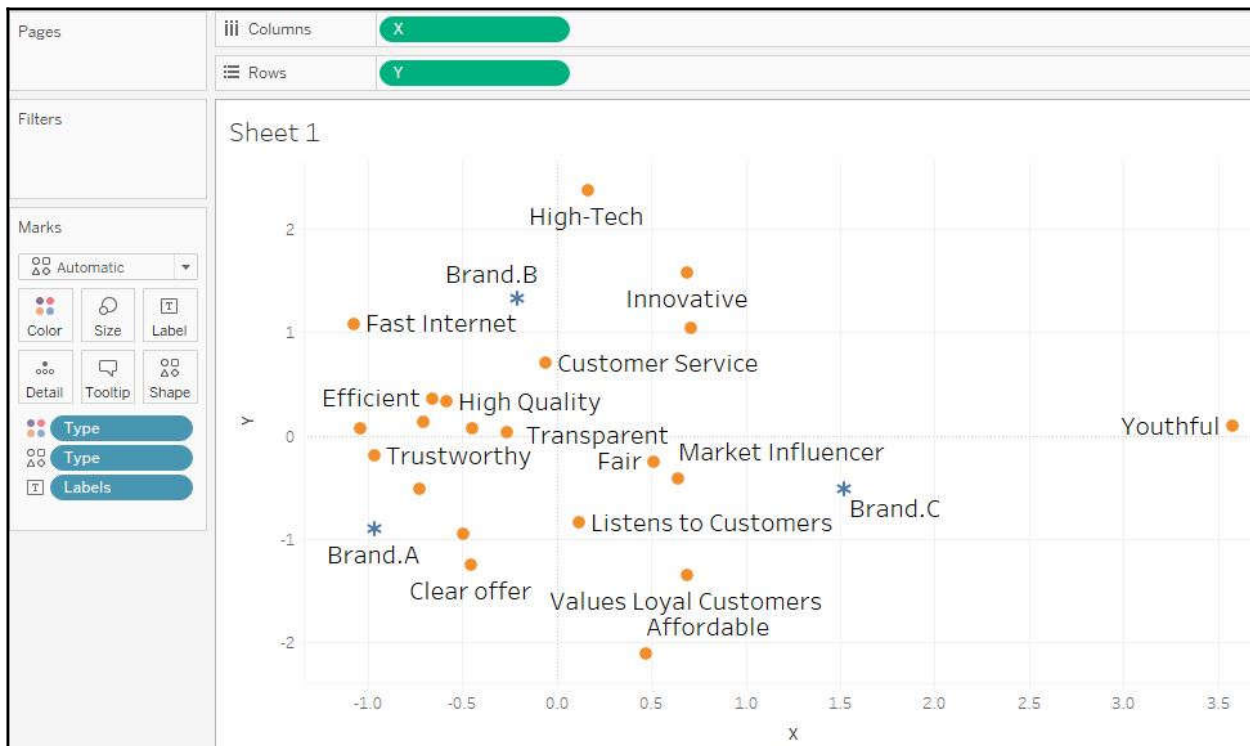 Pages
Columns
X
Rows
Y
Filters
Marks
Automatic
Color
Size
T
Label
Detail
Tooltip
Shape
Type
Type
T
Labels
Sheet 1
High-Tech
Brand.B
Innovative
Fast Internet
Customer Service
Efficient
High Quality
Transparent
Youthful
Trustworthy
Fair
Market Influencer
Brand.C
Listens to Customers
Brand.A
Clear offer
Values Loyal Customers
Affordable
Y
2
1
0
-1
-2
-1.0 -0.5 0.0 0.5 1.0 1.5 2.0 2.5 3.0 3.5
X